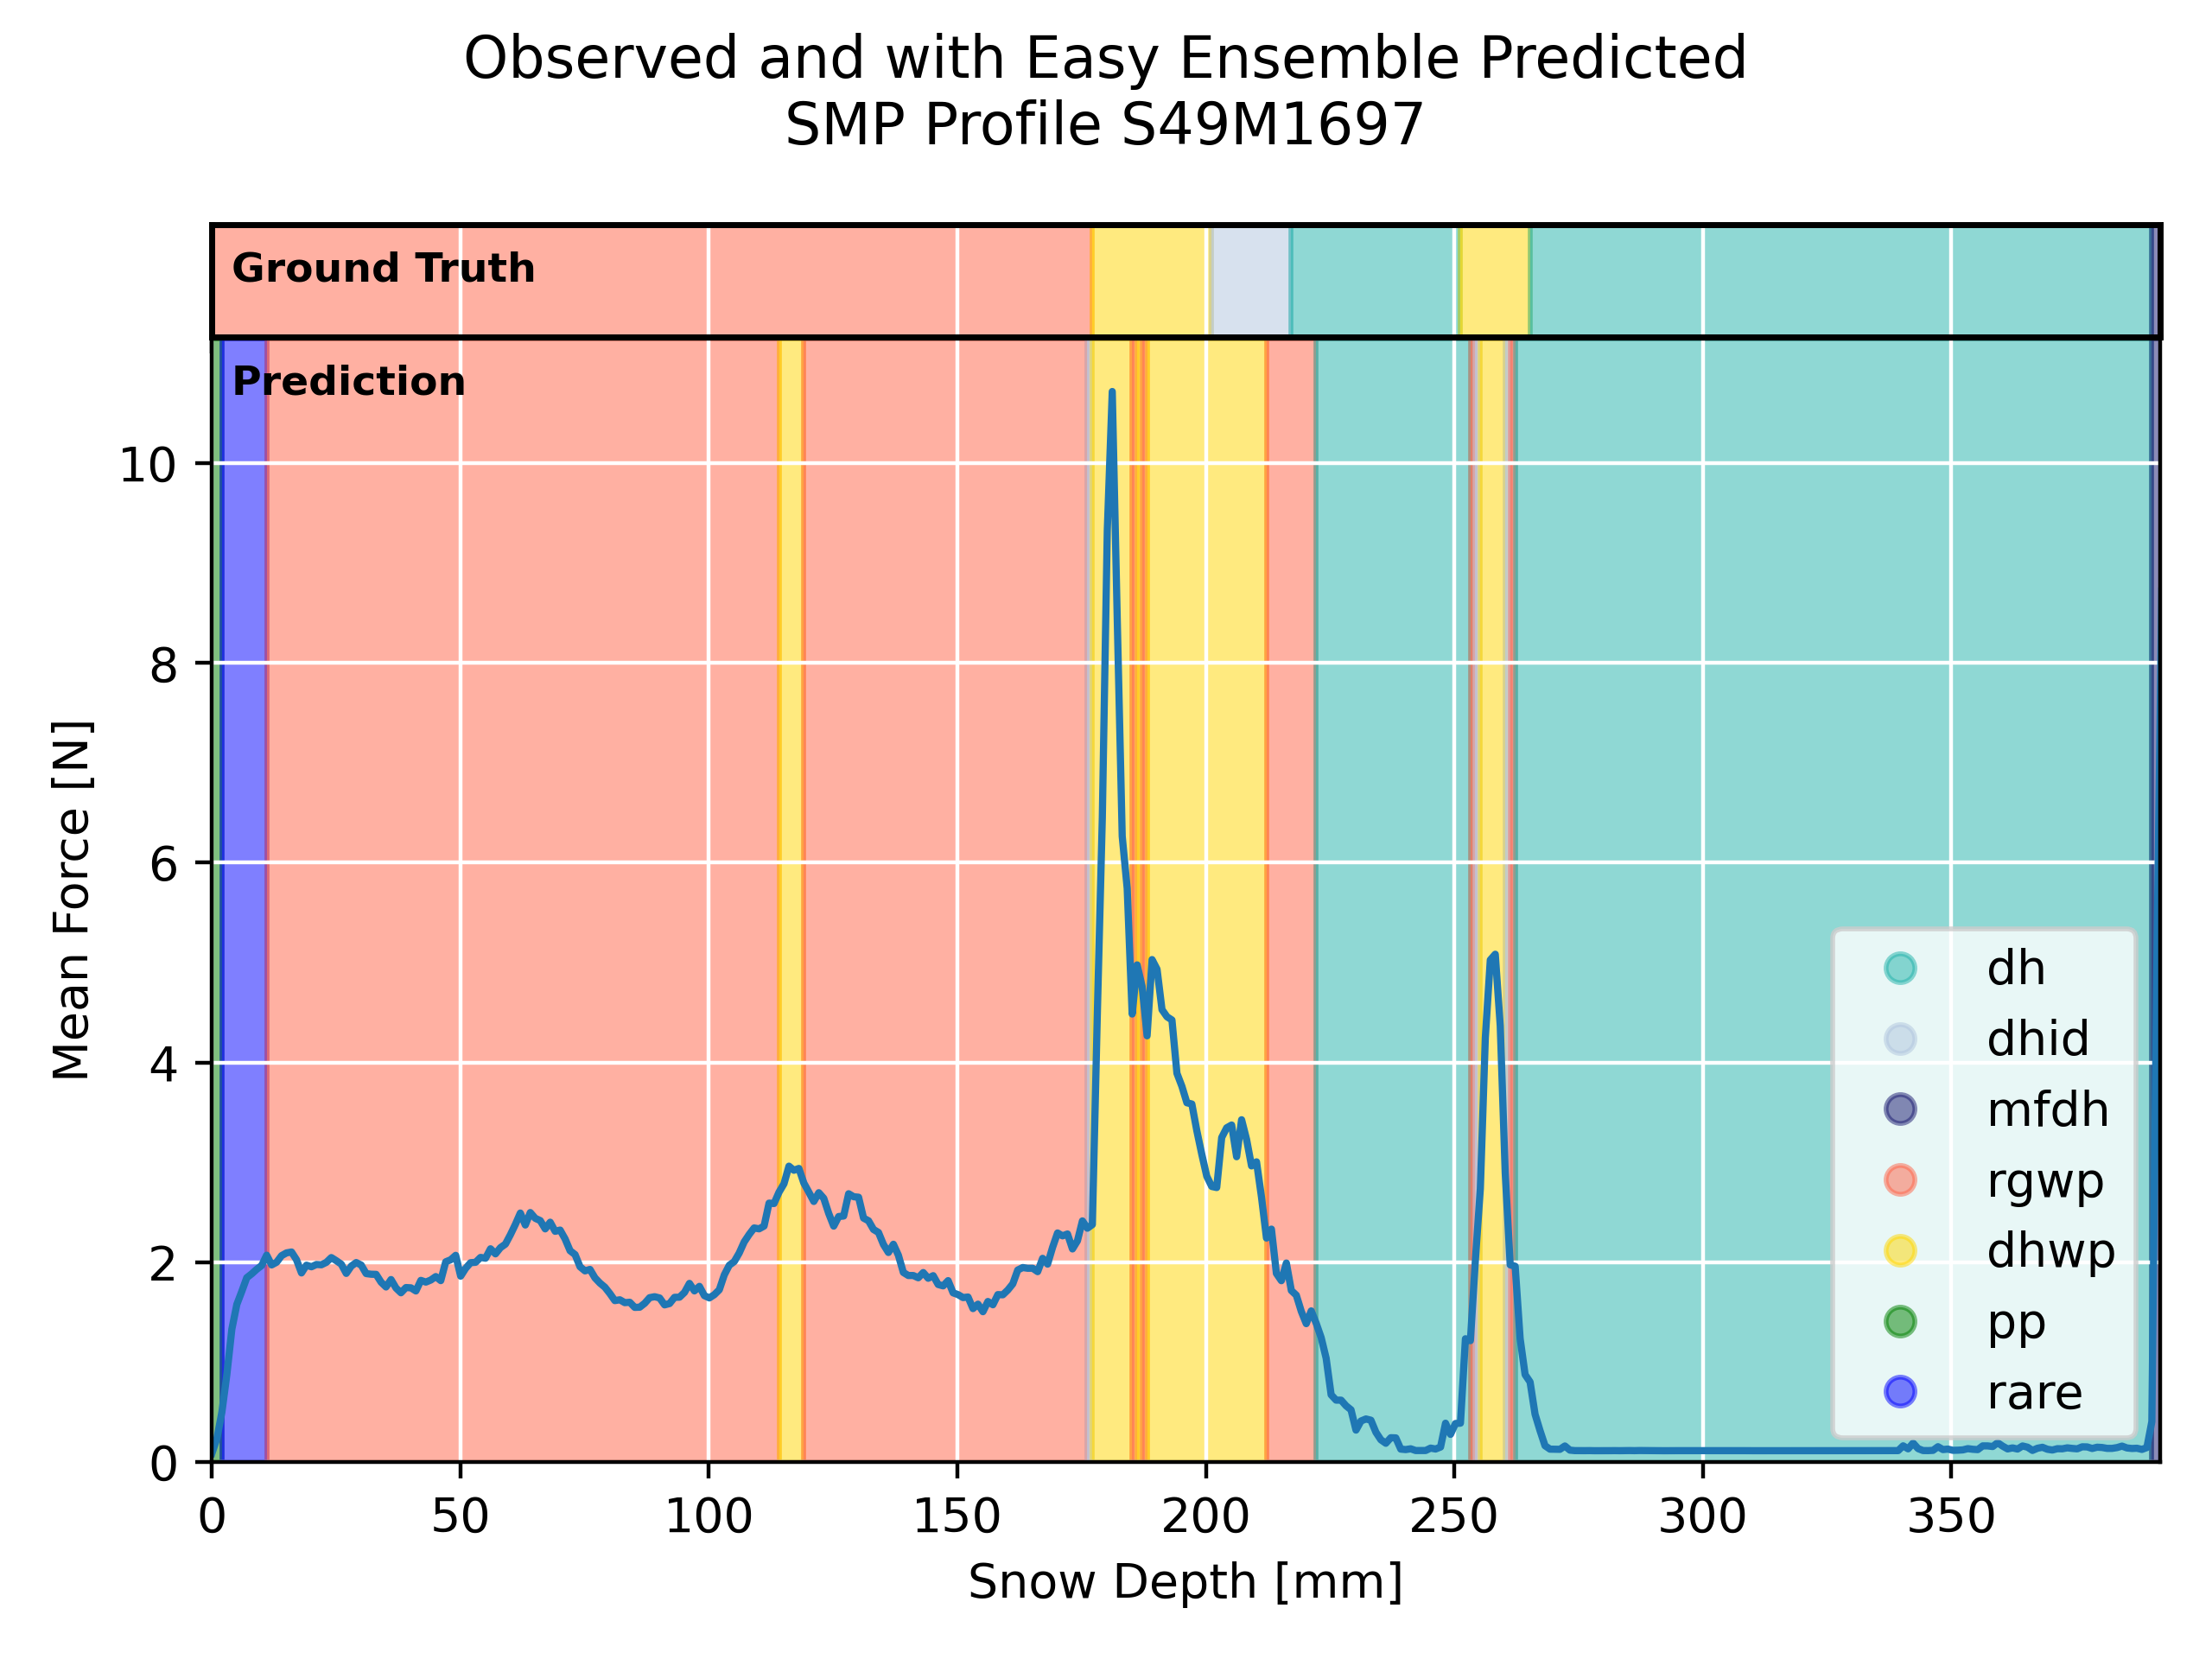 Observed and with Easy Ensemble Predicted
SMP Profile S49M1697
Ground Truth
Prediction
Mean Force [N]
10
8
6
4
2
0
0 50 100 150 200 250 300 350
Snow Depth [mm]
dh
dhid
mfdh
rgwp
dhwp
pp
rare